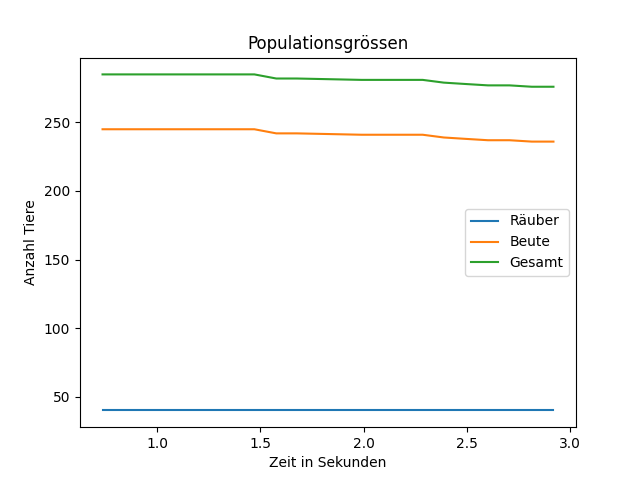 Populationsgrössen
250
200
150
100
50
Anzahl Tiere
Räuber
Beute
Gesamt
1.0 1.5 2.0 2.5 3.0
Zeit in Sekunden